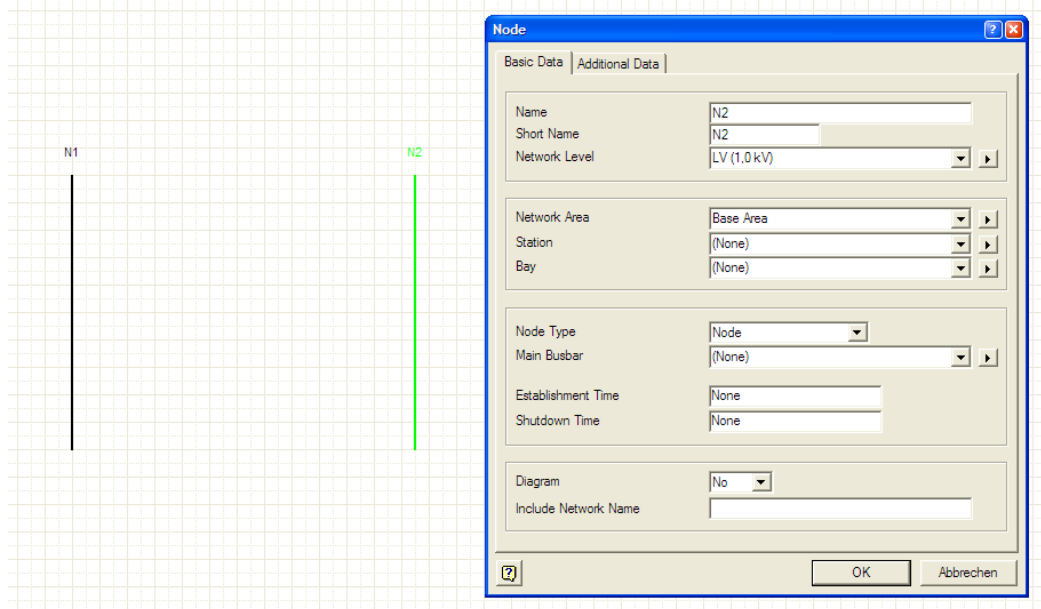 N1
N2
Node
Basic Data
Additional Data
Name N2
Short Name N2
Network Level LV (1,0 kV)
Network Area Base Area
Station (None)
Bay (None)
Node Type Node
Main Busbar (None)
Establishment Time None
Shutdown Time None
Diagram No
Include Network Name
OK
Abbrechen